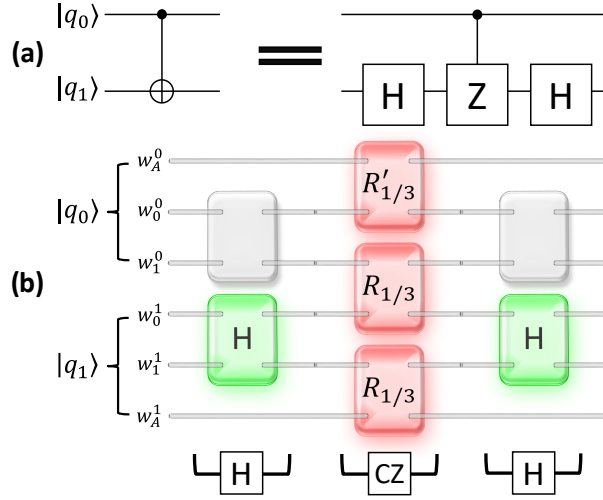 |q₀⟩
(a)
|q₁⟩ H Z H
w_A^0 R'_{1/3}
|q₀⟩ w_0^0
w_1^0 R_{1/3}
(b)
w_0^1 H H
|q₁⟩ w_1^1 R_{1/3}
w_A^1
H CZ H